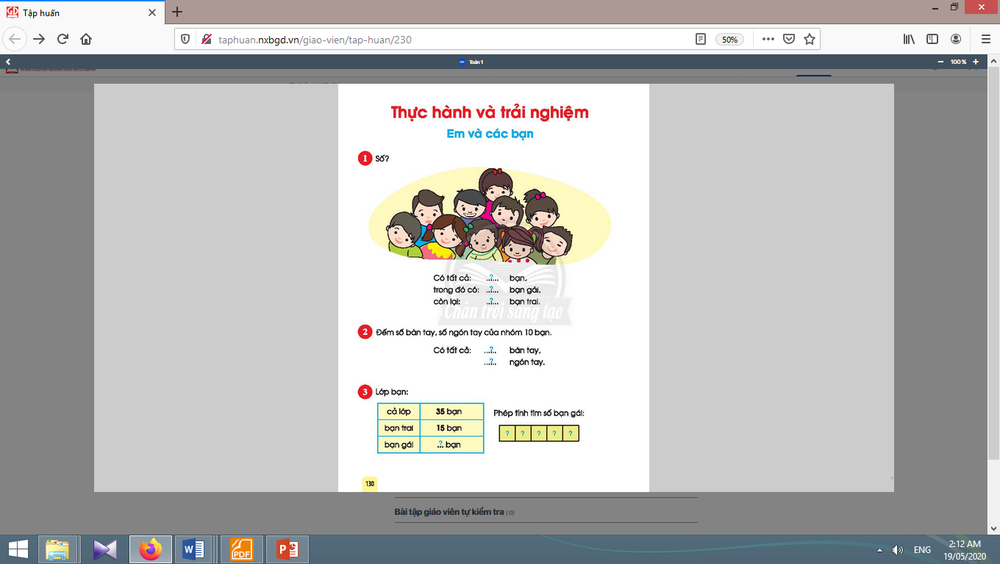 Tập huấn
taphuan.nxbgd.vn/giao-vien/tap-huan/230
50%
PDF Toán 1
100 %
Thực hành và trải nghiệm
Em và các bạn
1 Số?
Có tất cả: ...?... bạn,
trong đó có: ...?... bạn gái,
còn lại: ...?... bạn trai.
Chân trời sáng tạo
2 Đếm số bàn tay, số ngón tay của nhóm 10 bạn.
Có tất cả: ...?... bàn tay,
...?... ngón tay.
3 Lớp bạn:
cả lớp 35 bạn
bạn trai 15 bạn
bạn gái ...?... bạn
Phép tính tìm số bạn gái:
? ? ? ? ?
130
Bài tập giáo viên tự kiểm tra (0)
PDF
ENG
2:12 AM
19/05/2020